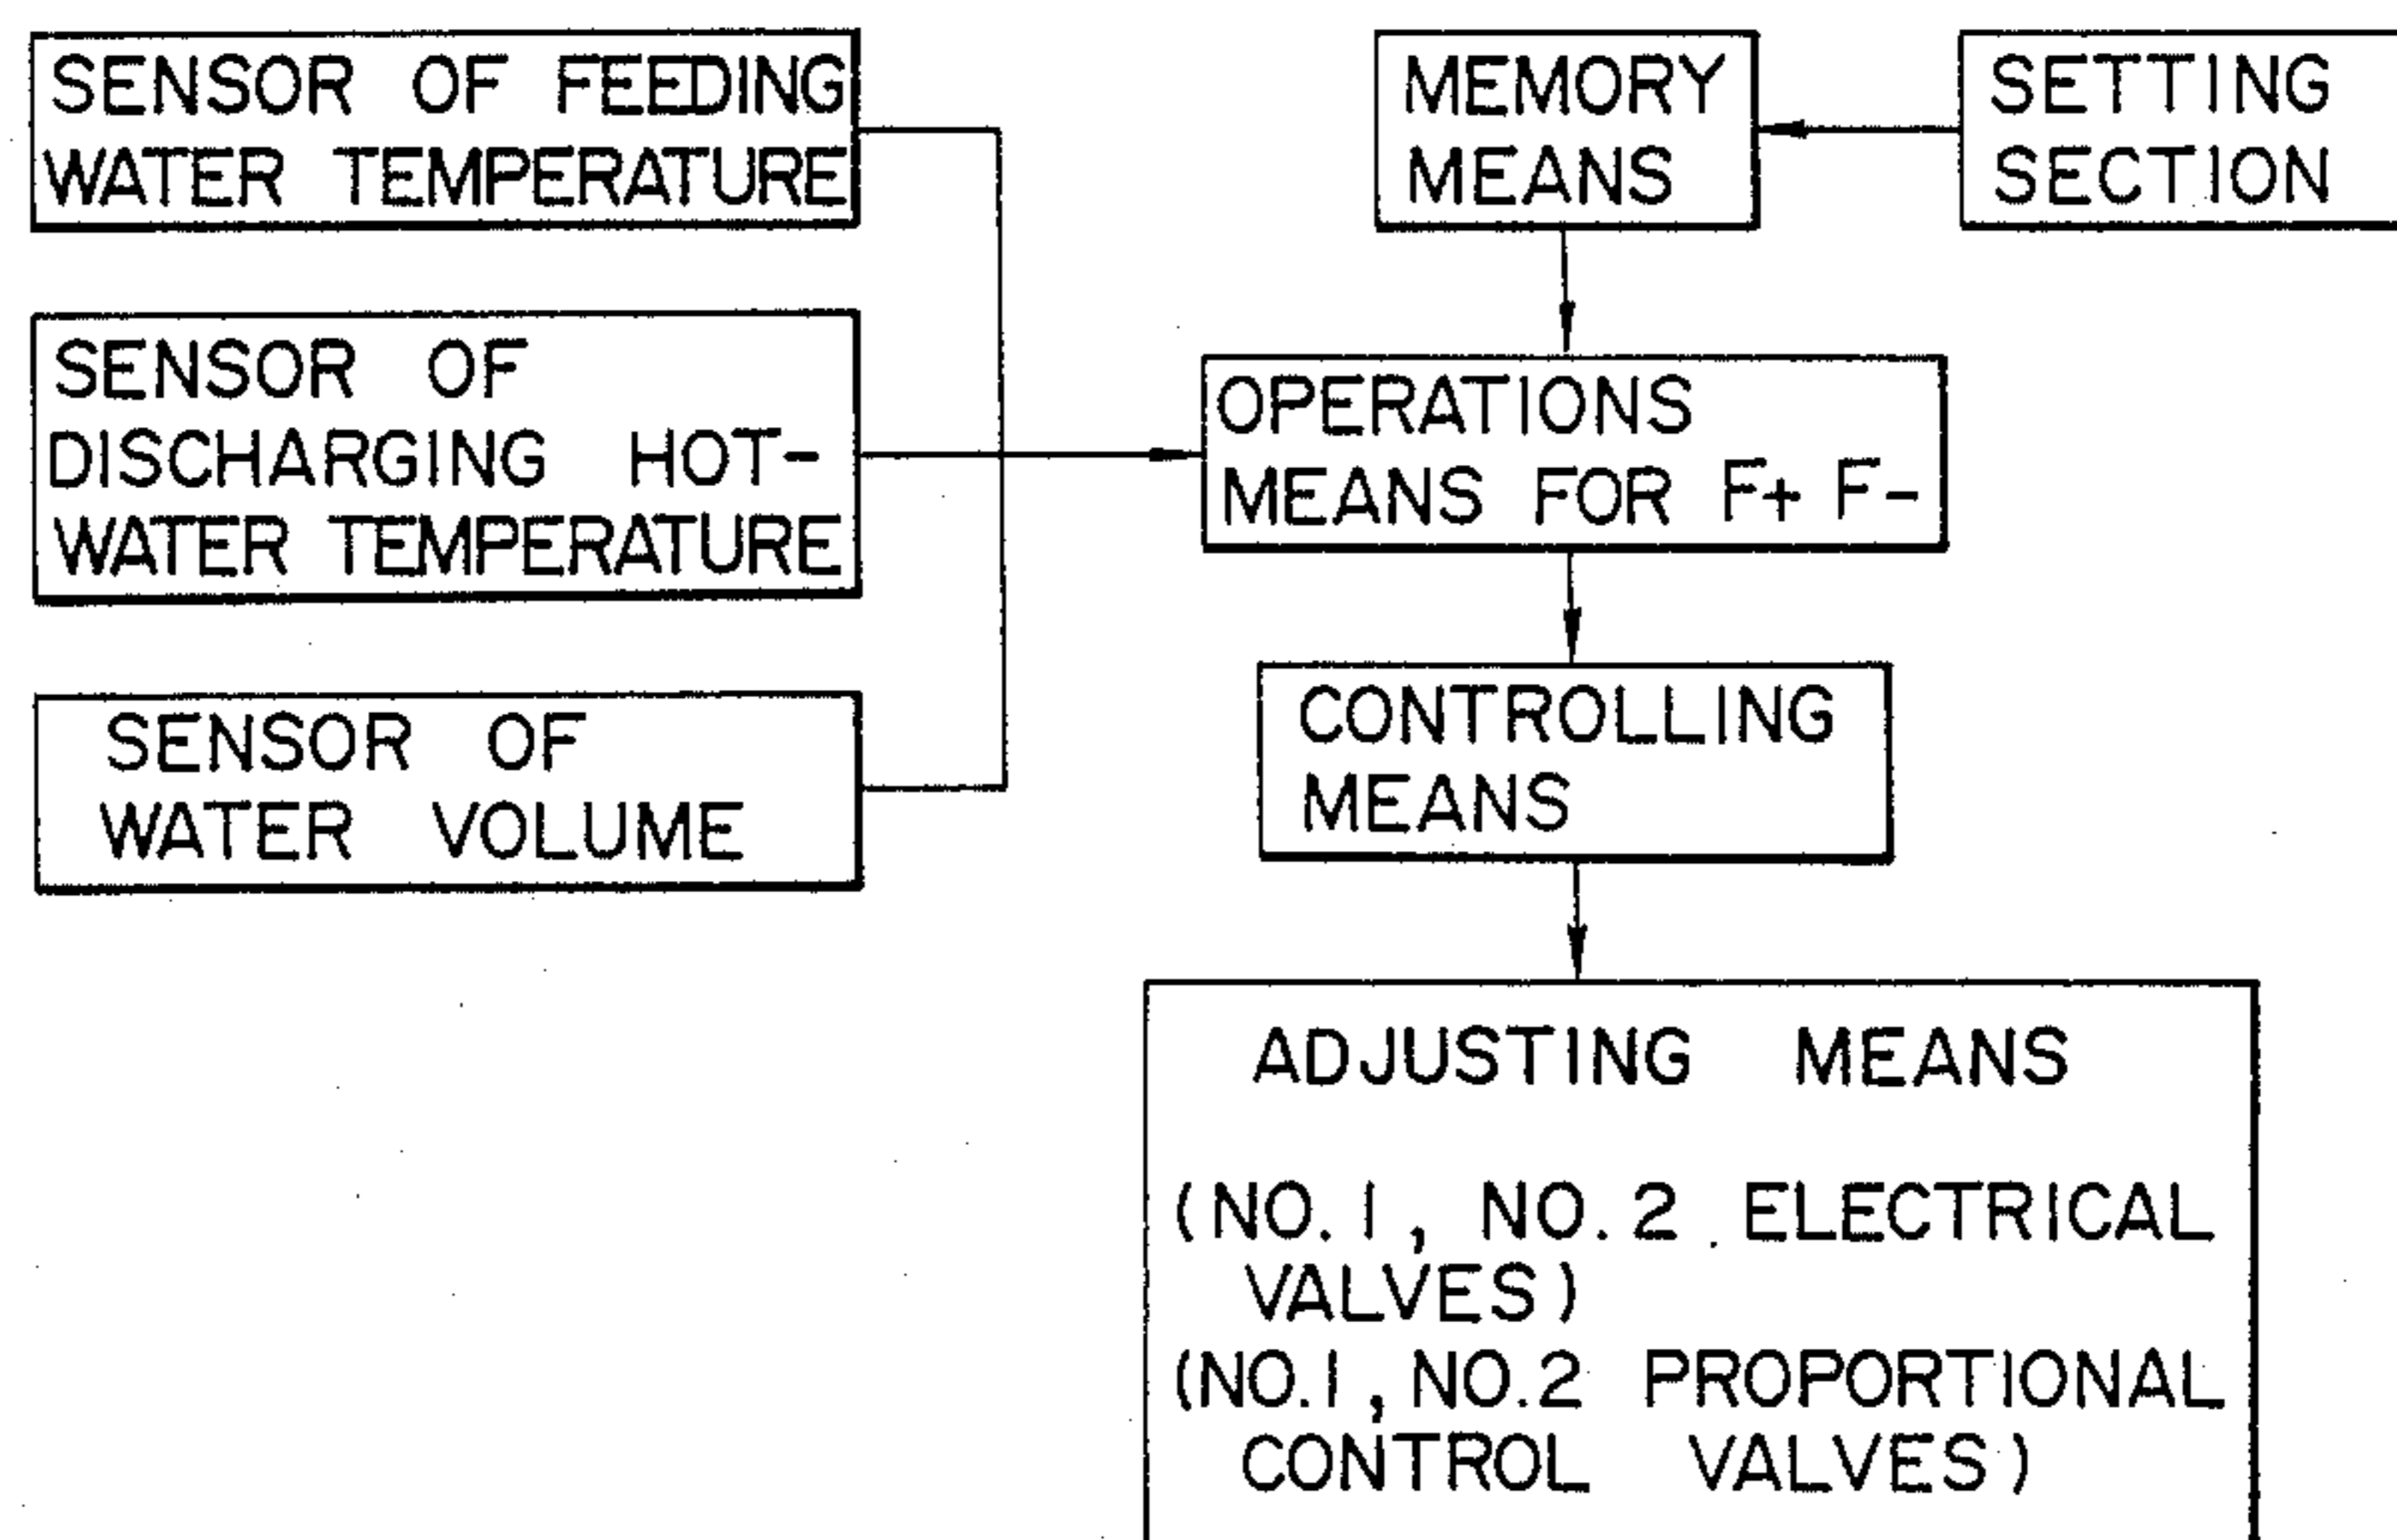 SENSOR OF FEEDING
WATER TEMPERATURE
MEMORY
MEANS
SETTING
SECTION
SENSOR OF
DISCHARGING HOT-
WATER TEMPERATURE
OPERATIONS
MEANS FOR F+ F-
SENSOR OF
WATER VOLUME
CONTROLLING
MEANS
ADJUSTING MEANS
(NO. 1, NO. 2 ELECTRICAL
VALVES)
(NO. 1, NO. 2 PROPORTIONAL
CONTROL VALVES)